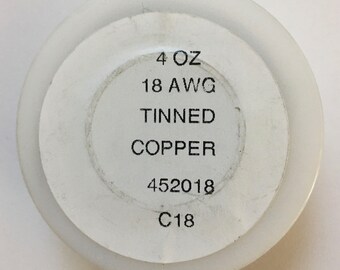 4 OZ
18 AWG
TINNED
COPPER
452018
C18